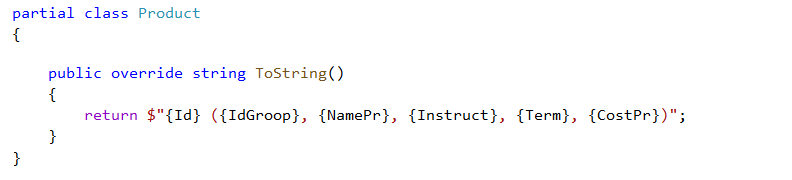 partial class Product
{
public override string ToString()
{
return $"{Id} ({IdGroop}, {NamePr}, {Instruct}, {Term}, {CostPr})";
}
}